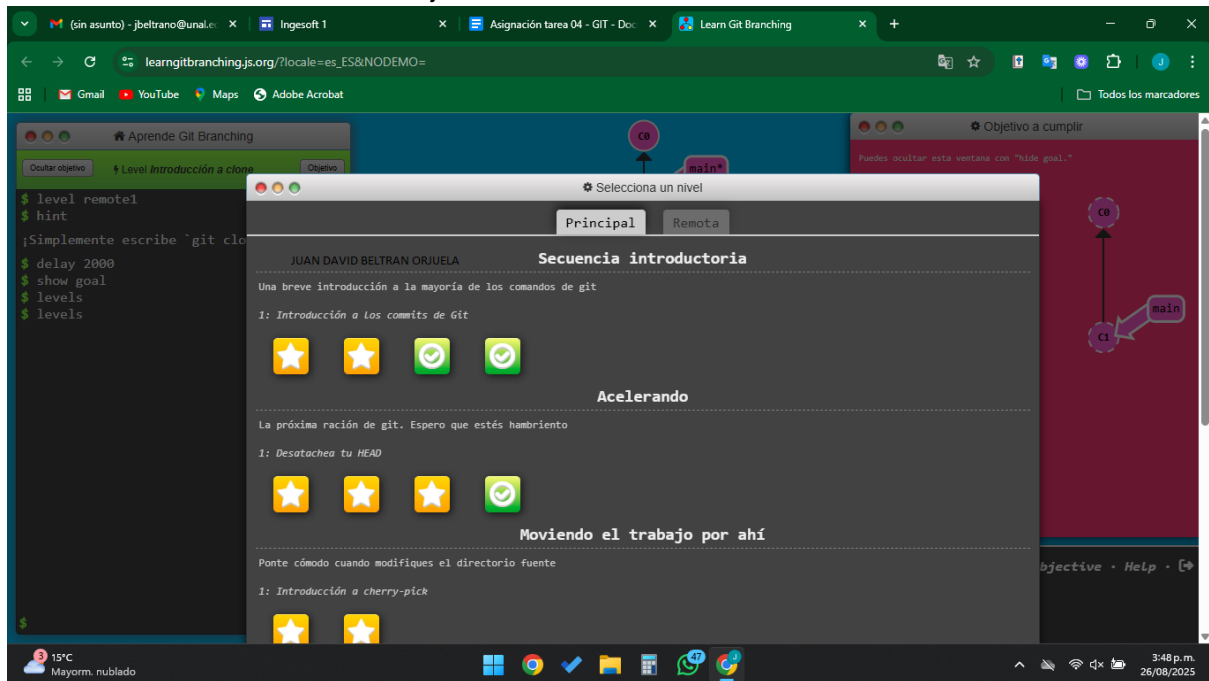 (sin asunto) - jbeltrano@unal.ec
Ingesoft 1
Asignación tarea 04 - GIT - Doc
Learn Git Branching
learngitbranching.js.org/?locale=es_ES&NODEMO=
Gmail
YouTube
Maps
Adobe Acrobat
Todos los marcadores
Aprende Git Branching
C0
Objetivo a cumplir
Ocultar objetivo
Level Introducción a clone
Objetivo
main*
Puedes ocultar esta ventana con "hide goal."
$ level remote1
$ hint
¡Simplemente escribe `git clo
$ delay 2000
$ show goal
$ levels
$ levels
$
Selecciona un nivel
Principal
Remota
JUAN DAVID BELTRAN ORJUELA
Secuencia introductoria
Una breve introducción a la mayoría de los comandos de git
1: Introducción a los commits de Git
Acelerando
La próxima ración de git. Espero que estés hambriento
1: Desatachea tu HEAD
Moviendo el trabajo por ahí
Ponte cómodo cuando modifiques el directorio fuente
1: Introducción a cherry-pick
C0
main
C1
bjective · Help ·
3
15°C
Mayorm. nublado
47
J
3:48 p.m.
26/08/2025